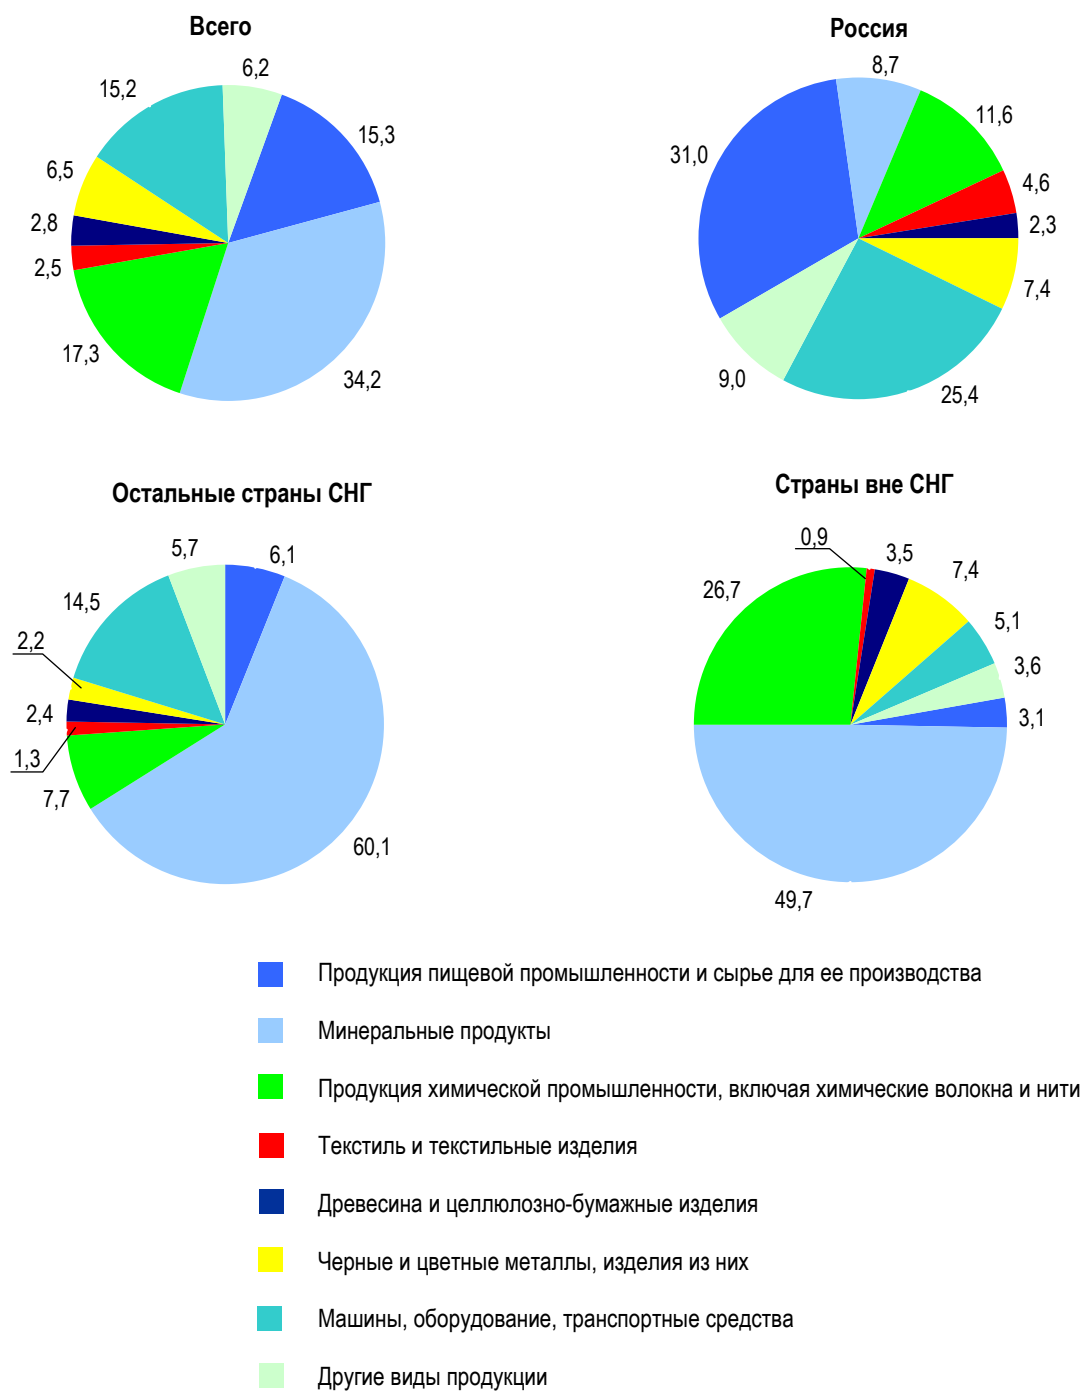 Всего
6,2
15,3
34,2
17,3
2,5
2,8
6,5
15,2
Россия
8,7
11,6
4,6
2,3
7,4
25,4
9,0
31,0
Остальные страны СНГ
6,1
60,1
7,7
1,3
2,4
2,2
14,5
5,7
Страны вне СНГ
0,9
3,5
7,4
5,1
3,6
3,1
49,7
26,7
Продукция пищевой промышленности и сырье для ее производства
Минеральные продукты
Продукция химической промышленности, включая химические волокна и нити
Текстиль и текстильные изделия
Древесина и целлюлозно-бумажные изделия
Черные и цветные металлы, изделия из них
Машины, оборудование, транспортные средства
Другие виды продукции